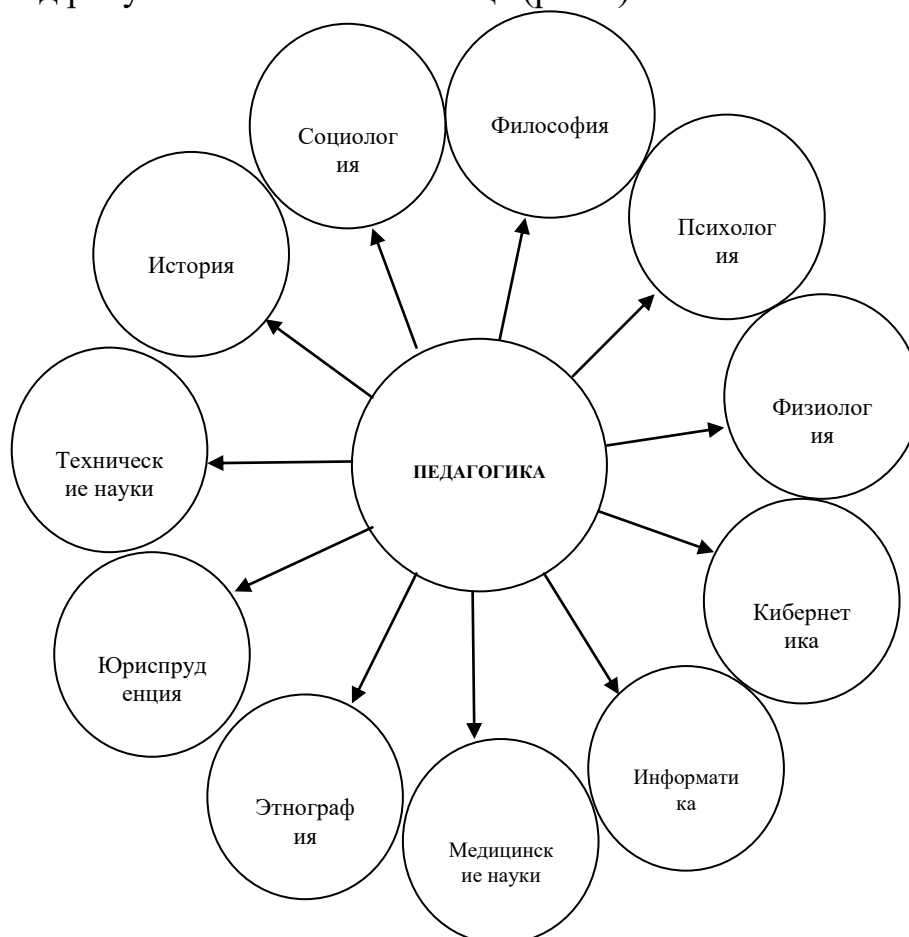 Социолог
ия
Философия
Психолог
ия
История
Физиолог
ия
Техническ
ие науки
ПЕДАГОГИКА
Кибернет
ика
Юриспруд
енция
Информати
ка
Этнограф
ия
Медицинск
ие науки